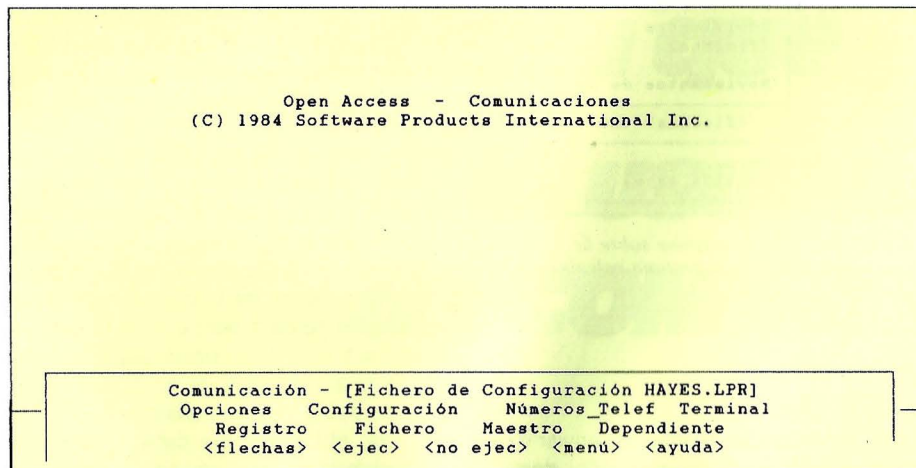 Open Access - Comunicaciones
(C) 1984 Software Products International Inc.
Comunicación - [Fichero de Configuración HAYES.LPR]
Opciones Configuración Números_Telef Terminal
Registro Fichero Maestro Dependiente
<flechas> <ejec> <no ejec> <menú> <ayuda>